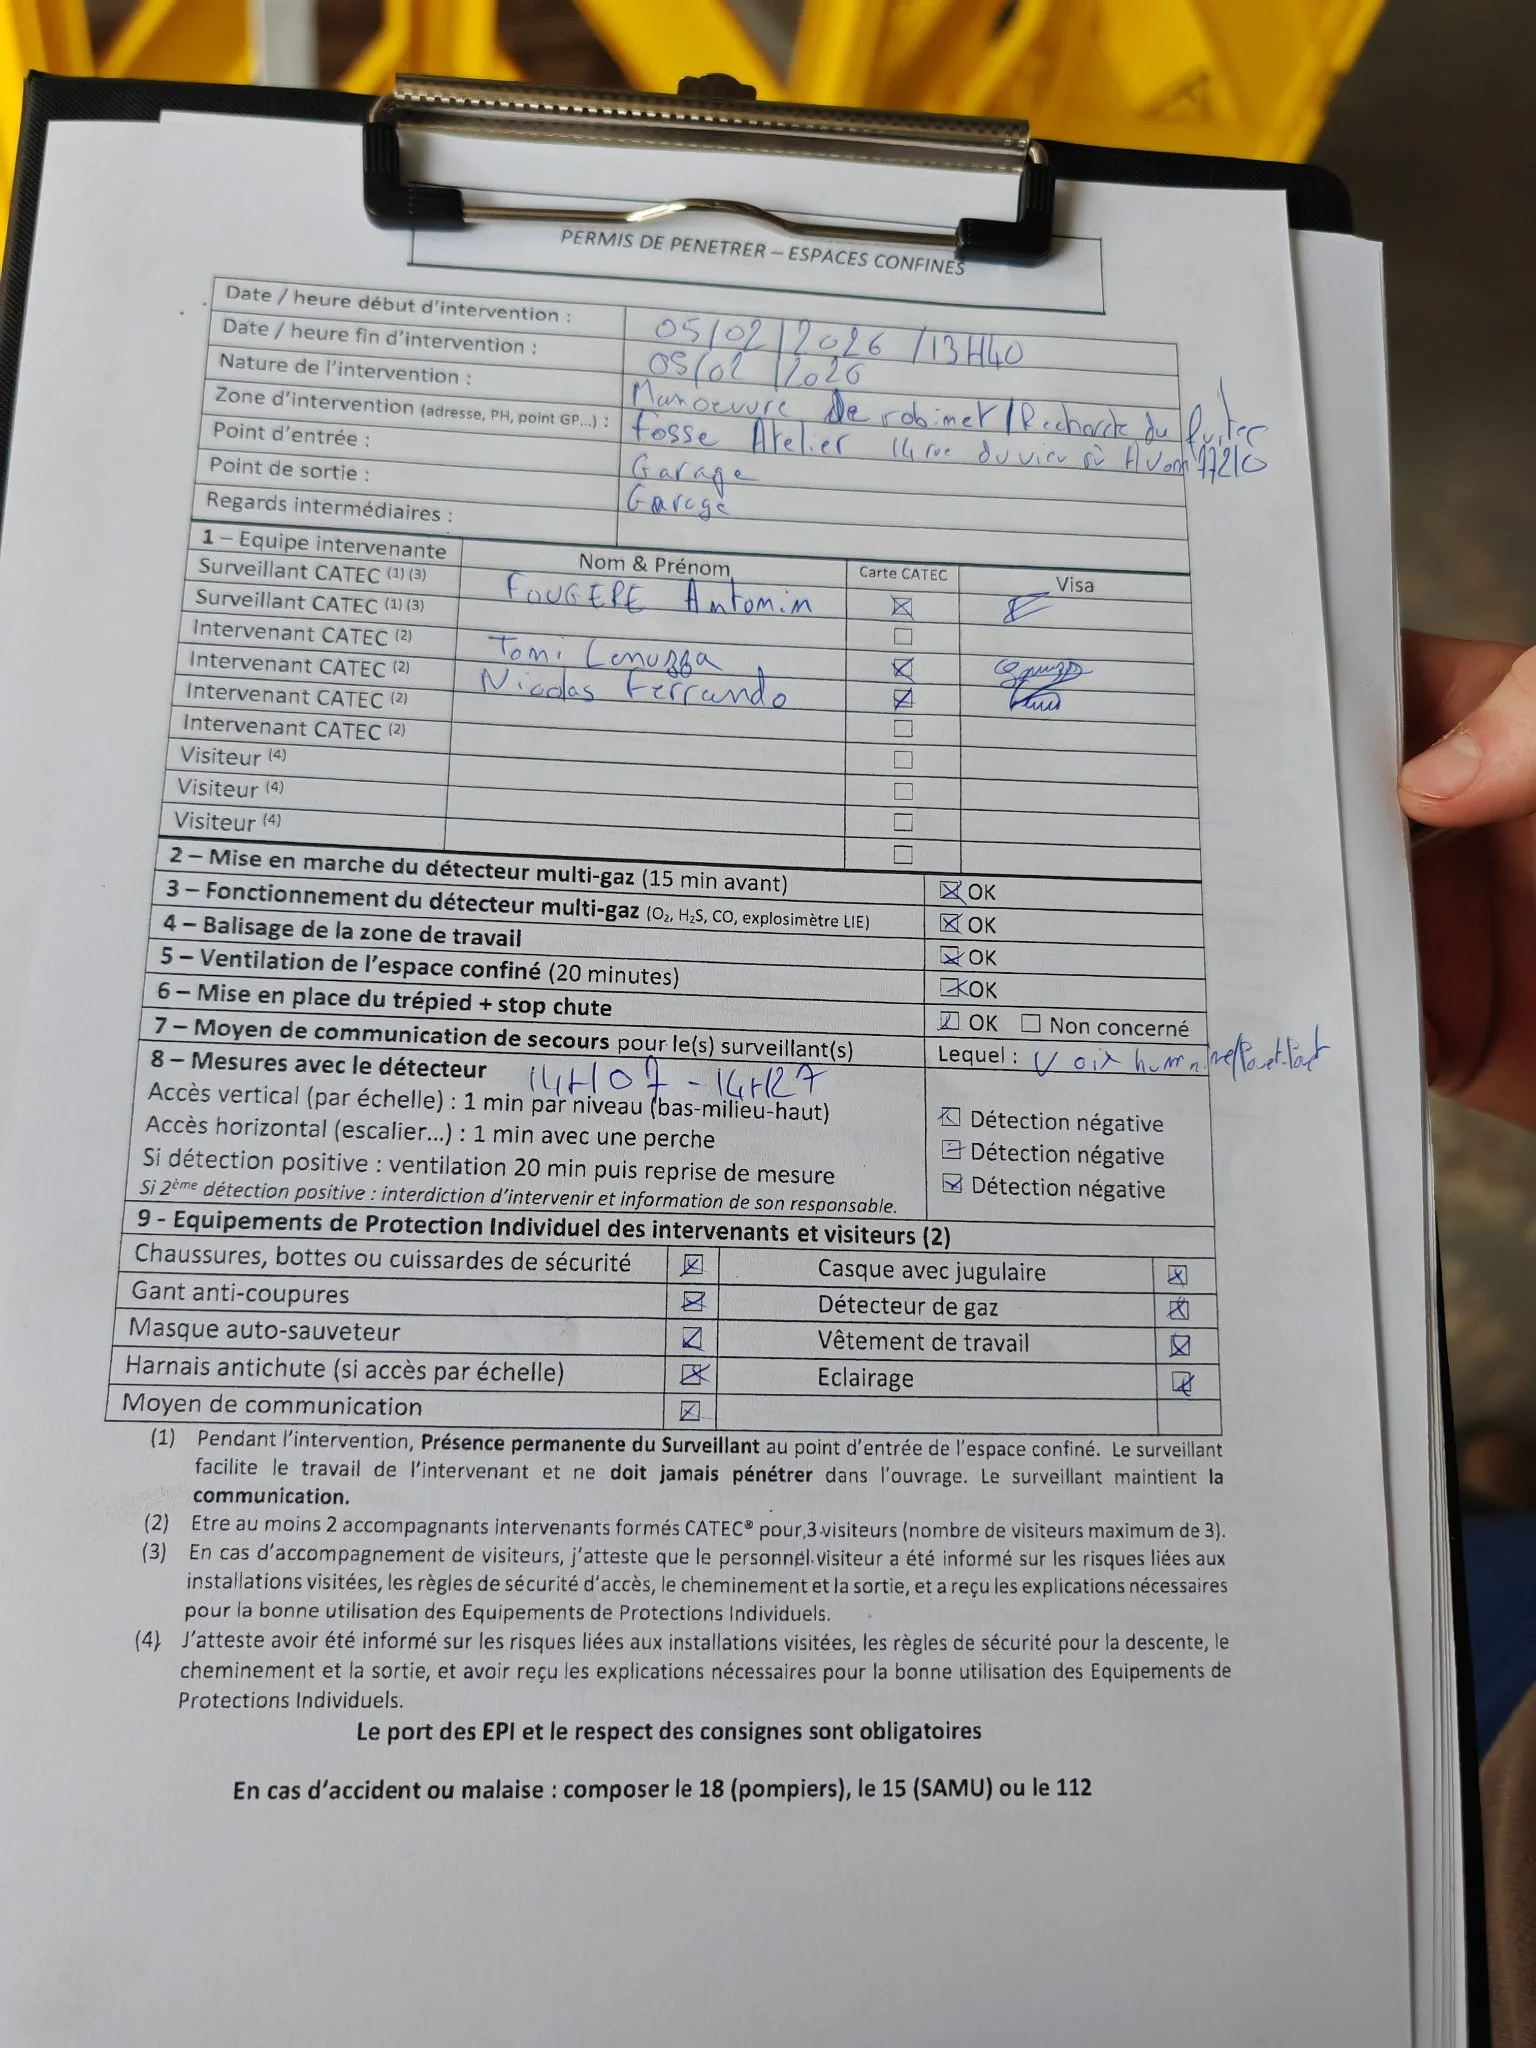 PERMIS DE PENETRER – ESPACES CONFINES
Date / heure début d'intervention : 05/02/2026 /13H40
Date / heure fin d'intervention : 05/02/2026
Nature de l'intervention : Manoeuvre De robinet/Recharde du fuites
Zone d'intervention (adresse, PH, point GP...) : fosse Atelier 14 rue du vieu Avon 77210
Point d'entrée : Garage
Point de sortie : Garage
Regards intermédiaires :
1 – Equipe intervenante Nom & Prénom Carte CATEC Visa
Surveillant CATEC (1) (3) FOUGERE Antonin ☒
Surveillant CATEC (1) (3) ☐
Intervenant CATEC (2) Tomi Lenuzza ☒
Intervenant CATEC (2) Nicolas Ferrando ☒
Intervenant CATEC (2) ☐
Intervenant CATEC (2) ☐
Visiteur (4) ☐
Visiteur (4) ☐
Visiteur (4) ☐
2 – Mise en marche du détecteur multi-gaz (15 min avant) ☒ OK
3 – Fonctionnement du détecteur multi-gaz (O₂, H₂S, CO, explosimètre LIE) ☒ OK
4 – Balisage de la zone de travail ☒ OK
5 – Ventilation de l'espace confiné (20 minutes) ☒ OK
6 – Mise en place du trépied + stop chute ☒ OK ☐ Non concerné
7 – Moyen de communication de secours pour le(s) surveillant(s) Lequel : Voix humaine/
8 – Mesures avec le détecteur 14H07 - 14H27
Accès vertical (par échelle) : 1 min par niveau (bas-milieu-haut) ☒ Détection négative
Accès horizontal (escalier...) : 1 min avec une perche ☒ Détection négative
Si détection positive : ventilation 20 min puis reprise de mesure ☒ Détection négative
Si 2ème détection positive : interdiction d'intervenir et information de son responsable.
9 - Equipements de Protection Individuel des intervenants et visiteurs (2)
Chaussures, bottes ou cuissardes de sécurité ☒ Casque avec jugulaire ☒
Gant anti-coupures ☒ Détecteur de gaz ☒
Masque auto-sauveteur ☒ Vêtement de travail ☒
Harnais antichute (si accès par échelle) ☒ Eclairage ☒
Moyen de communication ☒
(1) Pendant l'intervention, Présence permanente du Surveillant au point d'entrée de l'espace confiné. Le surveillant
facilite le travail de l'intervenant et ne doit jamais pénétrer dans l'ouvrage. Le surveillant maintient la
communication.
(2) Etre au moins 2 accompagnants intervenants formés CATEC® pour 3 visiteurs (nombre de visiteurs maximum de 3).
(3) En cas d'accompagnement de visiteurs, j'atteste que le personnel visiteur a été informé sur les risques liées aux
installations visitées, les règles de sécurité d'accès, le cheminement et la sortie, et a reçu les explications nécessaires
pour la bonne utilisation des Equipements de Protections Individuels.
(4) J'atteste avoir été informé sur les risques liées aux installations visitées, les règles de sécurité pour la descente, le
cheminement et la sortie, et avoir reçu les explications nécessaires pour la bonne utilisation des Equipements de
Protections Individuels.
Le port des EPI et le respect des consignes sont obligatoires
En cas d'accident ou malaise : composer le 18 (pompiers), le 15 (SAMU) ou le 112